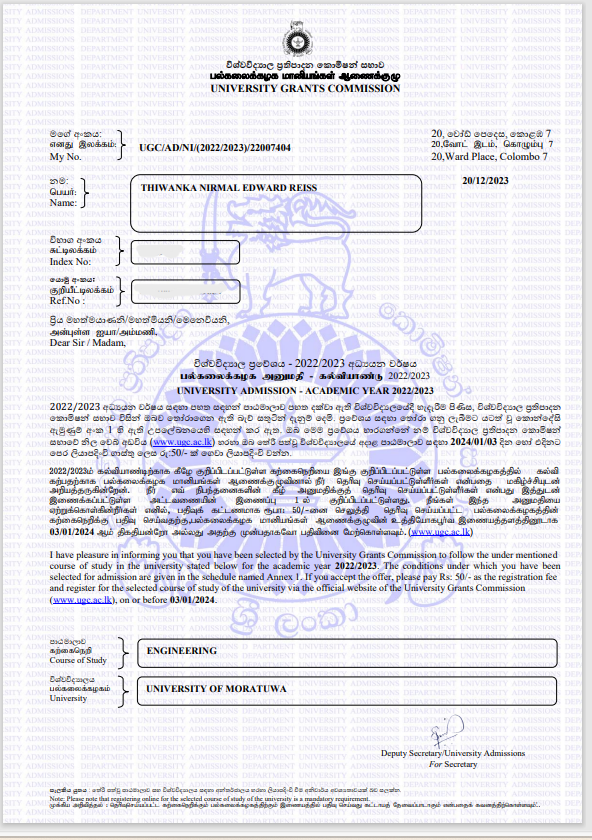 විශ්වවිද්‍යාල ප්‍රතිපාදන කොමිෂන් සභාව
பல்கலைக்கழக மானியங்கள் ஆணைக்குழு
UNIVERSITY GRANTS COMMISSION
මගේ අංකය:
எனது இலக்கம்:
My No.
UGC/AD/NI/(2022/2023)/22007404
20, වෝඩ් පෙදෙස, කොළඹ 7
20,வோட் இடம், கொழும்பு 7
20,Ward Place, Colombo 7
නම:
பெயர்:
Name:
THIWANKA NIRMAL EDWARD REISS
20/12/2023
විභාග අංකය
சுட்டிலக்கம்
Index No:
යොමු අංකය:
குறியீட்டிலக்கம்
Ref.No :
ප්‍රිය මහත්මයාණනි/මහත්මියනි/මෙනෙවියනි,
அன்புள்ள ஐயா/அம்மணி,
Dear Sir / Madam,
විශ්වවිද්‍යාල ප්‍රවේශය - 2022/2023 අධ්‍යයන වර්ෂය
பல்கலைக்கழக அனுமதி - கல்வியாண்டு 2022/2023
UNIVERSITY ADMISSION - ACADEMIC YEAR 2022/2023
2022/2023 අධ්‍යයන වර්ෂය සඳහා පහත සඳහන් පාඨමාලාව පහත දක්වා ඇති විශ්වවිද්‍යාලයේදී හැදෑරීම පිණිස, විශ්වවිද්‍යාල ප්‍රතිපාදන
කොමිෂන් සභාව විසින් ඔබව තෝරාගෙන ඇති බව සතුටින් දැනුම් දෙමි. ප්‍රවේශය සඳහා තෝරා ගනු ලැබීමට යටත් වූ කොන්දේසි
ඇමුණුම් අංක 1 හි ඇති උපලේඛනයෙහි සඳහන් කර ඇත. ඔබ මෙම ප්‍රවේශය භාරගන්නේ නම් විශ්වවිද්‍යාල ප්‍රතිපාදන කොමිෂන්
සභාවේ නිල වෙබ් අඩවිය (www.ugc.ac.lk) හරහා ඔබ තේරී පත්වූ විශ්වවිද්‍යාලයේ අදාළ පාඨමාලාව සඳහා 2024/01/03 දින හෝ එදිනට
පෙර ලියාපදිංචි ගාස්තු ලෙස රු:50/- ක් ගෙවා ලියාපදිංචි වන්න.
2022/2023ம் கல்வியாண்டிற்காக கீழே குறிப்பிடப்பட்டுள்ள கற்கைநெறியை இங்கு குறிப்பிடப்பட்டுள்ள பல்கலைக்கழகத்தில் கல்வி
கற்பதற்காக பல்கலைக்கழக மானியங்கள் ஆணைக்குழுவினால் நீர் தெரிவு செய்யப்பட்டுள்ளீர்கள் என்பதை மகிழ்ச்சியுடன்
அறியத்தருகின்றேன். நீர் எவ் நிபந்தனைகளின் கீழ் அனுமதிக்குத் தெரிவு செய்யப்பட்டுள்ளீர்கள் என்பது இத்துடன்
இணைக்கப்பட்டுள்ள அட்டவணையின் இணைப்பு 1 ல் குறிப்பிடப்பட்டுள்ளது. நீங்கள் இந்த அனுமதியை
ஏற்றுக்கொள்கின்றீர்கள் எனில், பதிவுக் கட்டணமாக ரூபா 50/=னை செலுத்தி தெரிவு செய்யப்பட்ட பல்கலைக்கழகத்தின்
கற்கைநெறிக்கு பதிவு செய்வதற்கு,பல்கலைக்கழக மானியங்கள் ஆணைக்குழுவின் உத்தியோகபூர்வ இணையத்தளத்தினூடாக
03/01/2024 ஆம் திகதியன்றோ அல்லது அதற்கு முன்பதாகவோ பதிவினை மேற்கொள்ளவும். (www.ugc.ac.lk)
I have pleasure in informing you that you have been selected by the University Grants Commission to follow the under mentioned
course of study in the university stated below for the academic year 2022/2023. The conditions under which you have been
selected for admission are given in the schedule named Annex 1. If you accept the offer, please pay Rs: 50/- as the registration fee
and register for the selected course of study of the university via the official website of the University Grants Commission
(www.ugc.ac.lk), on or before 03/01/2024.
පාඨමාලාව
கற்கைநெறி
Course of Study
ENGINEERING
විශ්වවිද්‍යාලය
பல்கலைக்கழகம்
University
UNIVERSITY OF MORATUWA
Deputy Secretary/University Admissions
For Secretary
සැලකිය යුතුය : තේරී පත්වූ පාඨමාලාව සහ විශ්වවිද්‍යාලය සඳහා අන්තර්ජාලය හරහා ලියාපදිංචි වීම අනිවාර්ය අවශ්‍යතාවයක් බව සලකන්න.
Note: Please note that registering online for the selected course of study of the university is a mandatory requirement.
முக்கிய அறிவித்தல் : தெரிவுசெய்யப்பட்ட கற்கைநெறிக்கும் பல்கலைக்கழகத்திற்கும் இணையத்தில் பதிவு செய்வது கட்டாயத் தேவைப்பாடாகும் என்பதைக் கவனத்திற்கொள்ளவும்.